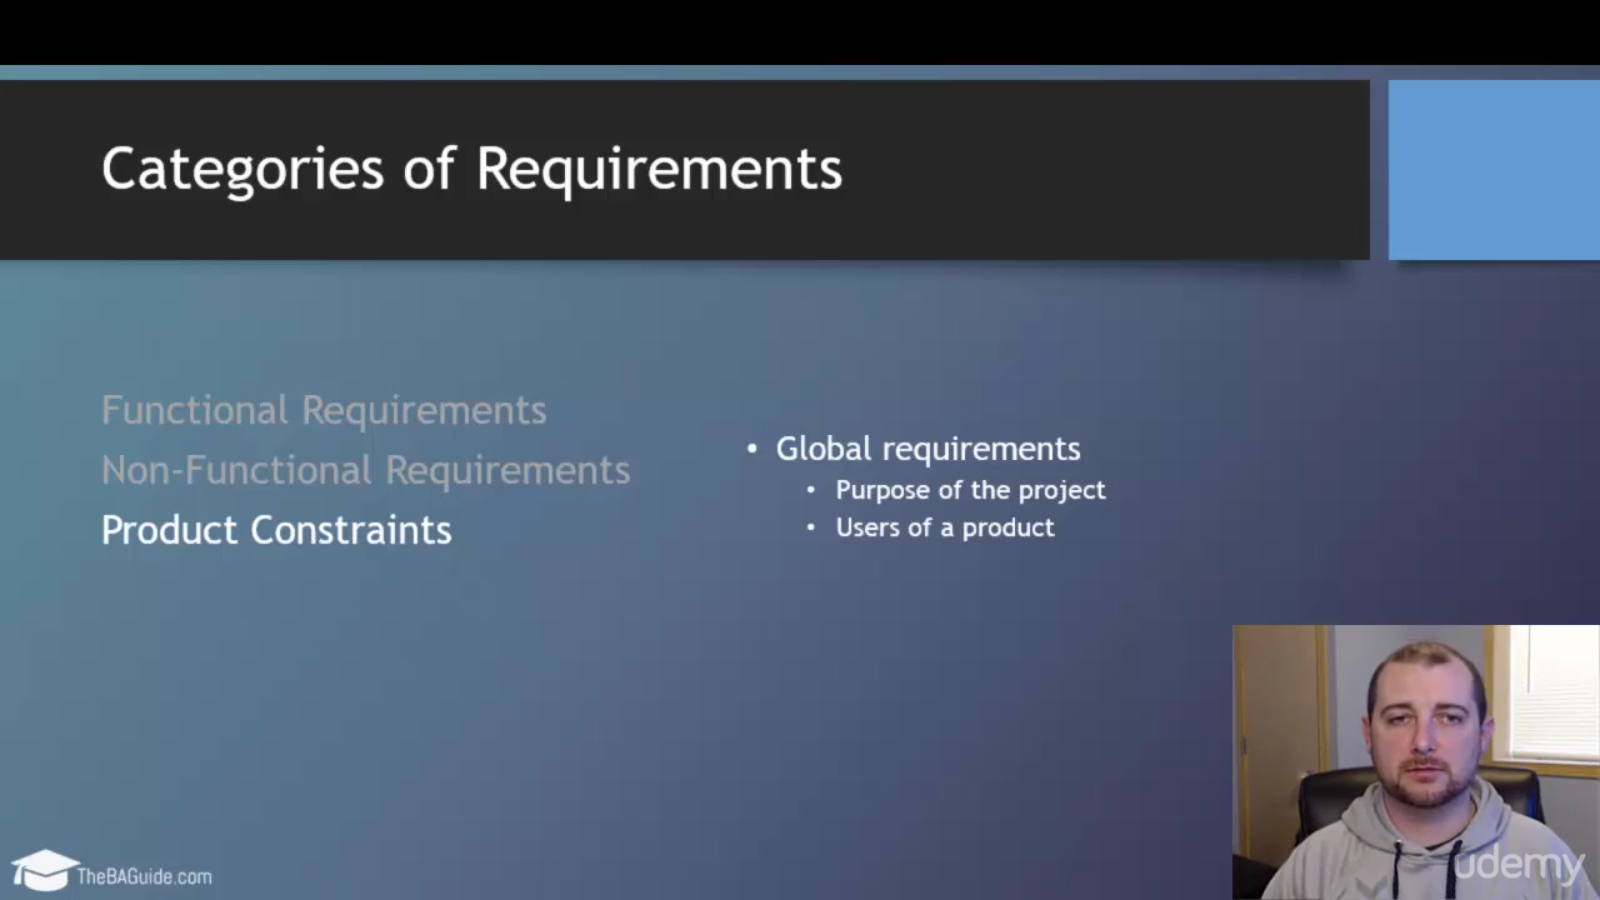 Categories of Requirements
Functional Requirements
Non-Functional Requirements
Product Constraints
• Global requirements
• Purpose of the project
• Users of a product
TheBAGuide.com
udemy